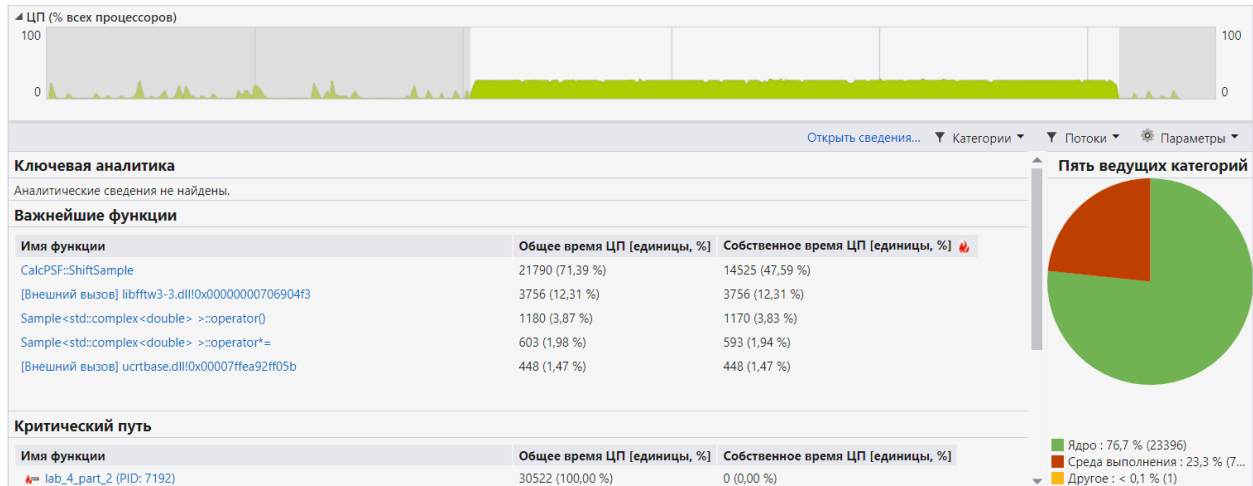 ЦП (% всех процессоров)
100 100
0 0
Открыть сведения... Категории Потоки Параметры
Ключевая аналитика
Аналитические сведения не найдены.
Важнейшие функции
Имя функции Общее время ЦП [единицы, %] Собственное время ЦП [единицы, %]
CalcPSF::ShiftSample 21790 (71,39 %) 14525 (47,59 %)
[Внешний вызов] libfftw3-3.dll!0x00000000706904f3 3756 (12,31 %) 3756 (12,31 %)
Sample<std::complex<double> >::operator() 1180 (3,87 %) 1170 (3,83 %)
Sample<std::complex<double> >::operator*= 603 (1,98 %) 593 (1,94 %)
[Внешний вызов] ucrtbase.dll!0x00007ffea92ff05b 448 (1,47 %) 448 (1,47 %)
Критический путь
Имя функции Общее время ЦП [единицы, %] Собственное время ЦП [единицы, %]
lab_4_part_2 (PID: 7192) 30522 (100,00 %) 0 (0,00 %)
Пять ведущих категорий
Ядро : 76,7 % (23396)
Среда выполнения : 23,3 % (7...
Другое : < 0,1 % (1)